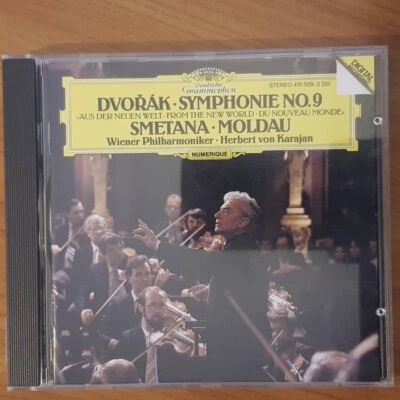 Deutsche
Grammophon
STEREO 415 509-2 GH
DIGITAL
RECORDING
DVOŘÁK · SYMPHONIE NO. 9
»AUS DER NEUEN WELT · FROM THE NEW WORLD · DU NOUVEAU MONDE«
SMETANA · MOLDAU
Wiener Philharmoniker · Herbert von Karajan
NUMERIQUE